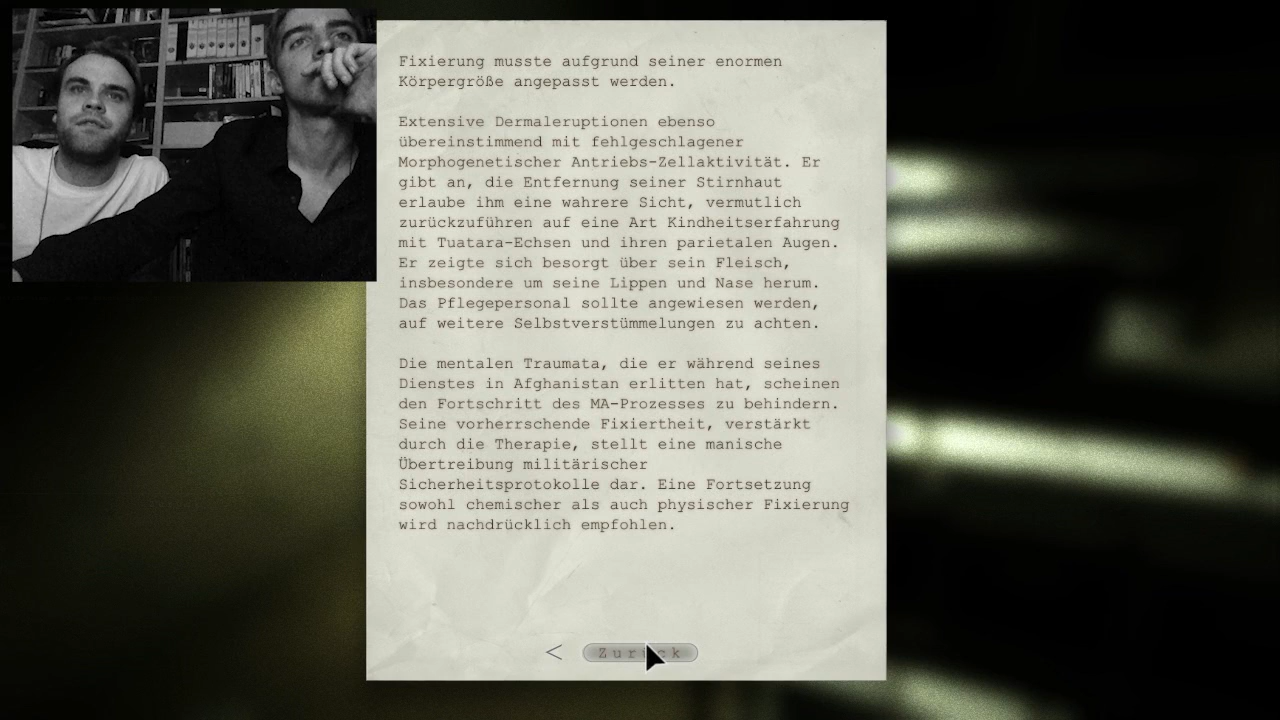 Fixierung musste aufgrund seiner enormen
Körpergröße angepasst werden.
Extensive Dermaleruptionen ebenso
übereinstimmend mit fehlgeschlagener
Morphogenetischer Antriebs-Zellaktivität. Er
gibt an, die Entfernung seiner Stirnhaut
erlaube ihm eine wahrere Sicht, vermutlich
zurückzuführen auf eine Art Kindheitserfahrung
mit Tuatara-Echsen und ihren parietalen Augen.
Er zeigte sich besorgt über sein Fleisch,
insbesondere um seine Lippen und Nase herum.
Das Pflegepersonal sollte angewiesen werden,
auf weitere Selbstverstümmelungen zu achten.
Die mentalen Traumata, die er während seines
Dienstes in Afghanistan erlitten hat, scheinen
den Fortschritt des MA-Prozesses zu behindern.
Seine vorherrschende Fixiertheit, verstärkt
durch die Therapie, stellt eine manische
Übertreibung militärischer
Sicherheitsprotokolle dar. Eine Fortsetzung
sowohl chemischer als auch physischer Fixierung
wird nachdrücklich empfohlen.
< Zurück